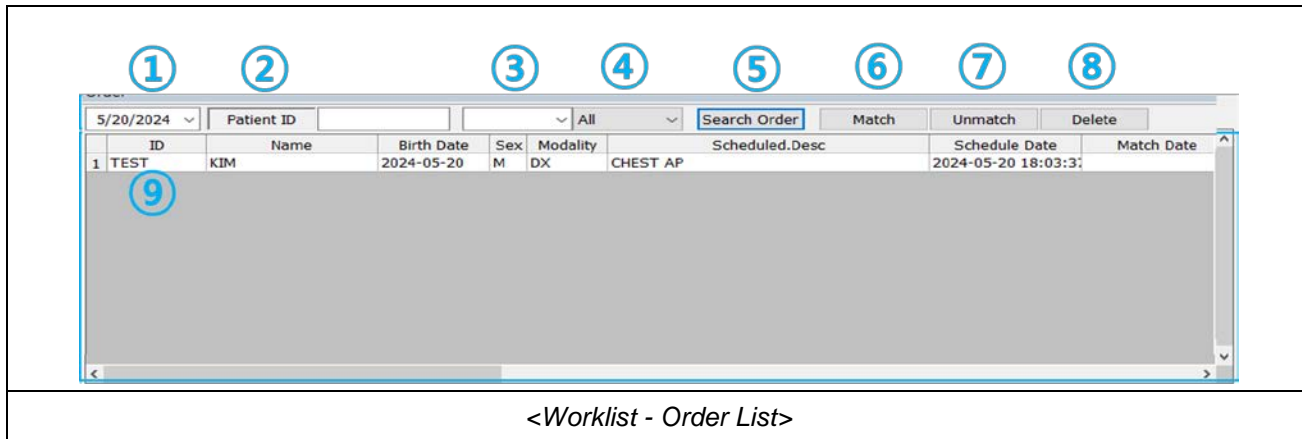 ① ② ③ ④ ⑤ ⑥ ⑦ ⑧
Order
5/20/2024 Patient ID All Search Order Match Unmatch Delete
ID Name Birth Date Sex Modality Scheduled.Desc Schedule Date Match Date
1 TEST KIM 2024-05-20 M DX CHEST AP 2024-05-20 18:03:37
⑨
<Worklist - Order List>